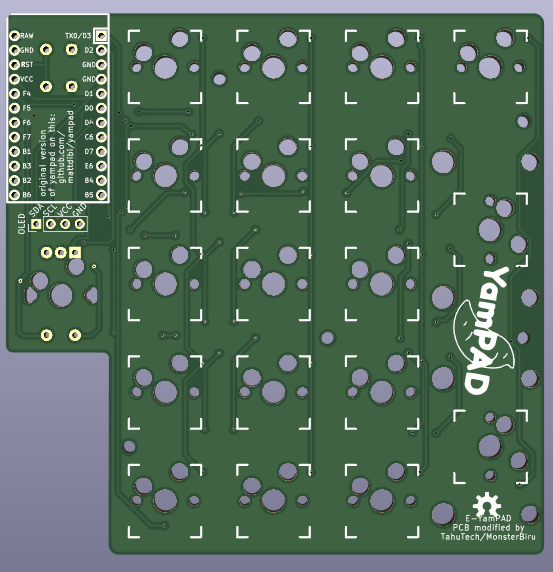 RAW TX0/D3
GND D2
RST GND
VCC GND
F4 D1
F5 D0
F6 D4
F7 C6
B1 D7
B3 E6
B2 B4
B6 B5
original version
of yampad on this:
github.com/
mattdibi/yampad
OLED
SDA
SCL
VCC
GND
YamPAD
E-YamPAD
PCB modified by
TahuTech/MonsterBiru